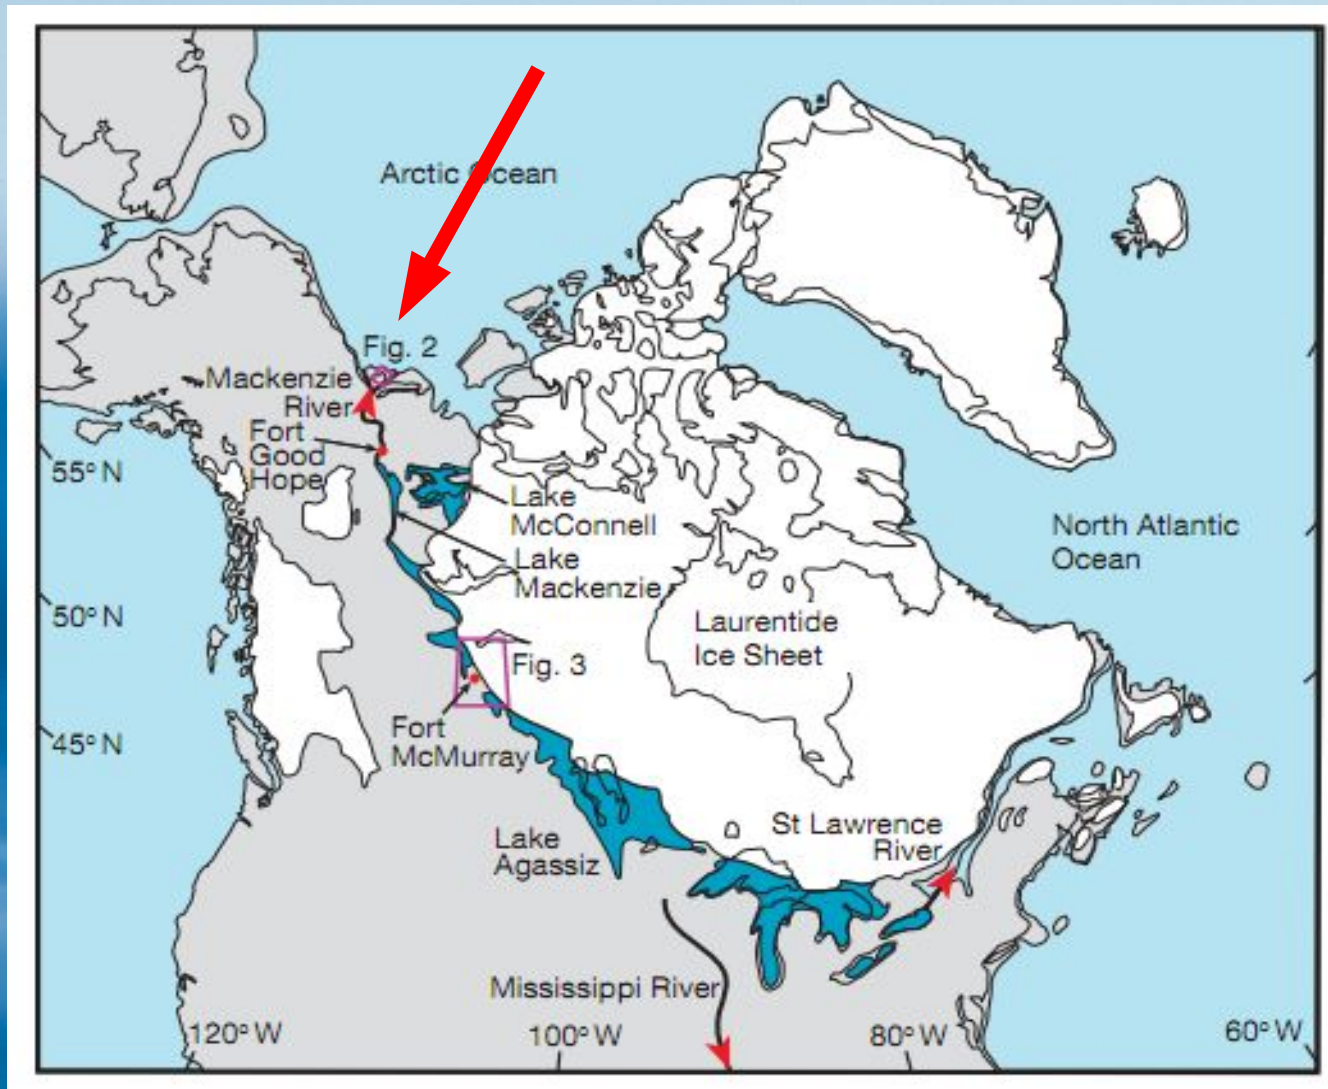 Arctic Ocean
Fig. 2
Mackenzie
River
Fort
Good
Hope
55° N
Lake
McConnell
Lake
Mackenzie
North Atlantic
Ocean
50° N
Laurentide
Ice Sheet
Fig. 3
45° N
Fort
McMurray
Lake
Agassiz
St Lawrence
River
Mississippi River
120° W
100° W
80° W
60° W